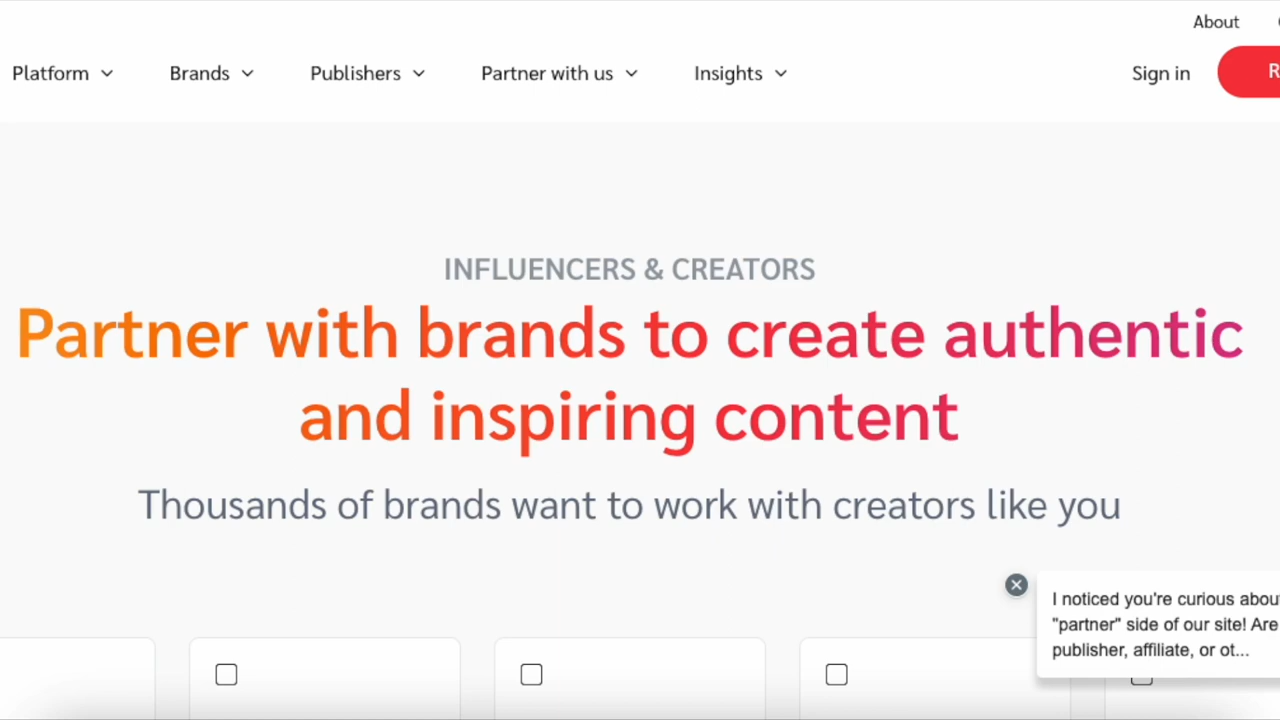 About
Platform
Brands
Publishers
Partner with us
Insights
Sign in
INFLUENCERS & CREATORS
Partner with brands to create authentic
and inspiring content
Thousands of brands want to work with creators like you
I noticed you're curious
"partner" side of our site! Are
publisher, affiliate, or ot...